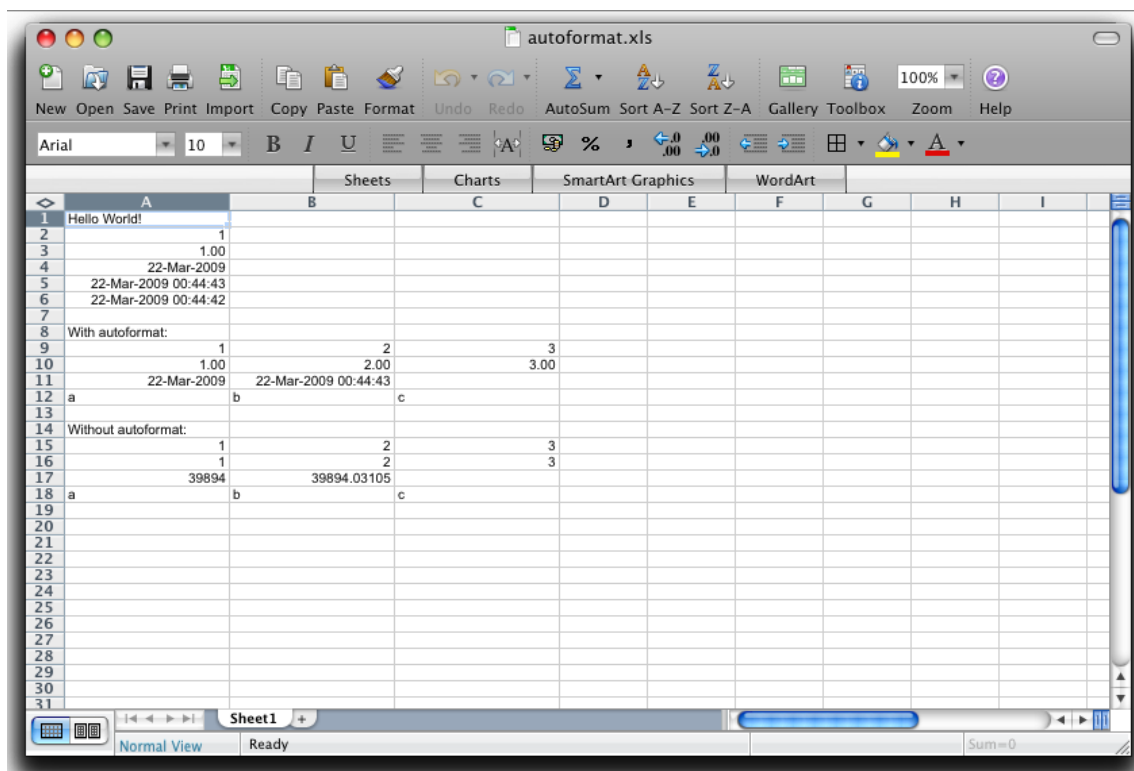 autoformat.xls
100%
New Open Save Print Import Copy Paste Format Undo Redo AutoSum Sort A-Z Sort Z-A Gallery Toolbox Zoom Help
Arial 10 B I U A % , .0 .00 .00 .0 A
Sheets Charts SmartArt Graphics WordArt
A B C D E F G H I
1 Hello World!
2 1
3 1.00
4 22-Mar-2009
5 22-Mar-2009 00:44:43
6 22-Mar-2009 00:44:42
7
8 With autoformat:
9 1 2 3
10 1.00 2.00 3.00
11 22-Mar-2009 22-Mar-2009 00:44:43
12 a b c
13
14 Without autoformat:
15 1 2 3
16 1 2 3
17 39894 39894.03105
18 a b c
19
20
21
22
23
24
25
26
27
28
29
30
31
Sheet1 +
Normal View Ready Sum=0